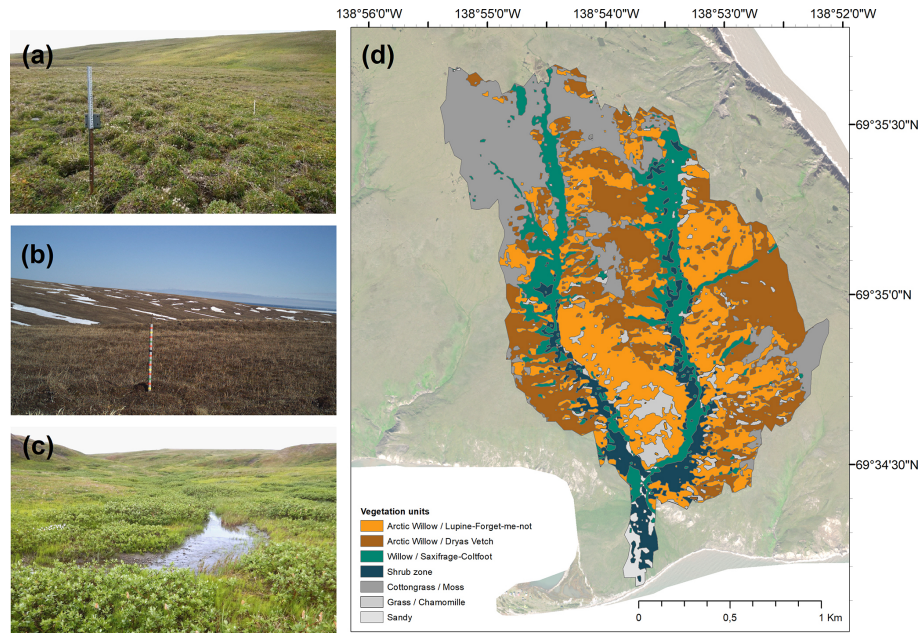 138°56'0"W 138°55'0"W 138°54'0"W 138°53'0"W 138°52'0"W
(a)
(b)
(c)
(d)
69°35'30"N
69°35'0"N
69°34'30"N
Vegetation units
Arctic Willow / Lupine-Forget-me-not
Arctic Willow / Dryas Vetch
Willow / Saxifrage-Coltfoot
Shrub zone
Cottongrass / Moss
Grass / Chamomille
Sandy
0 0,5 1
Km